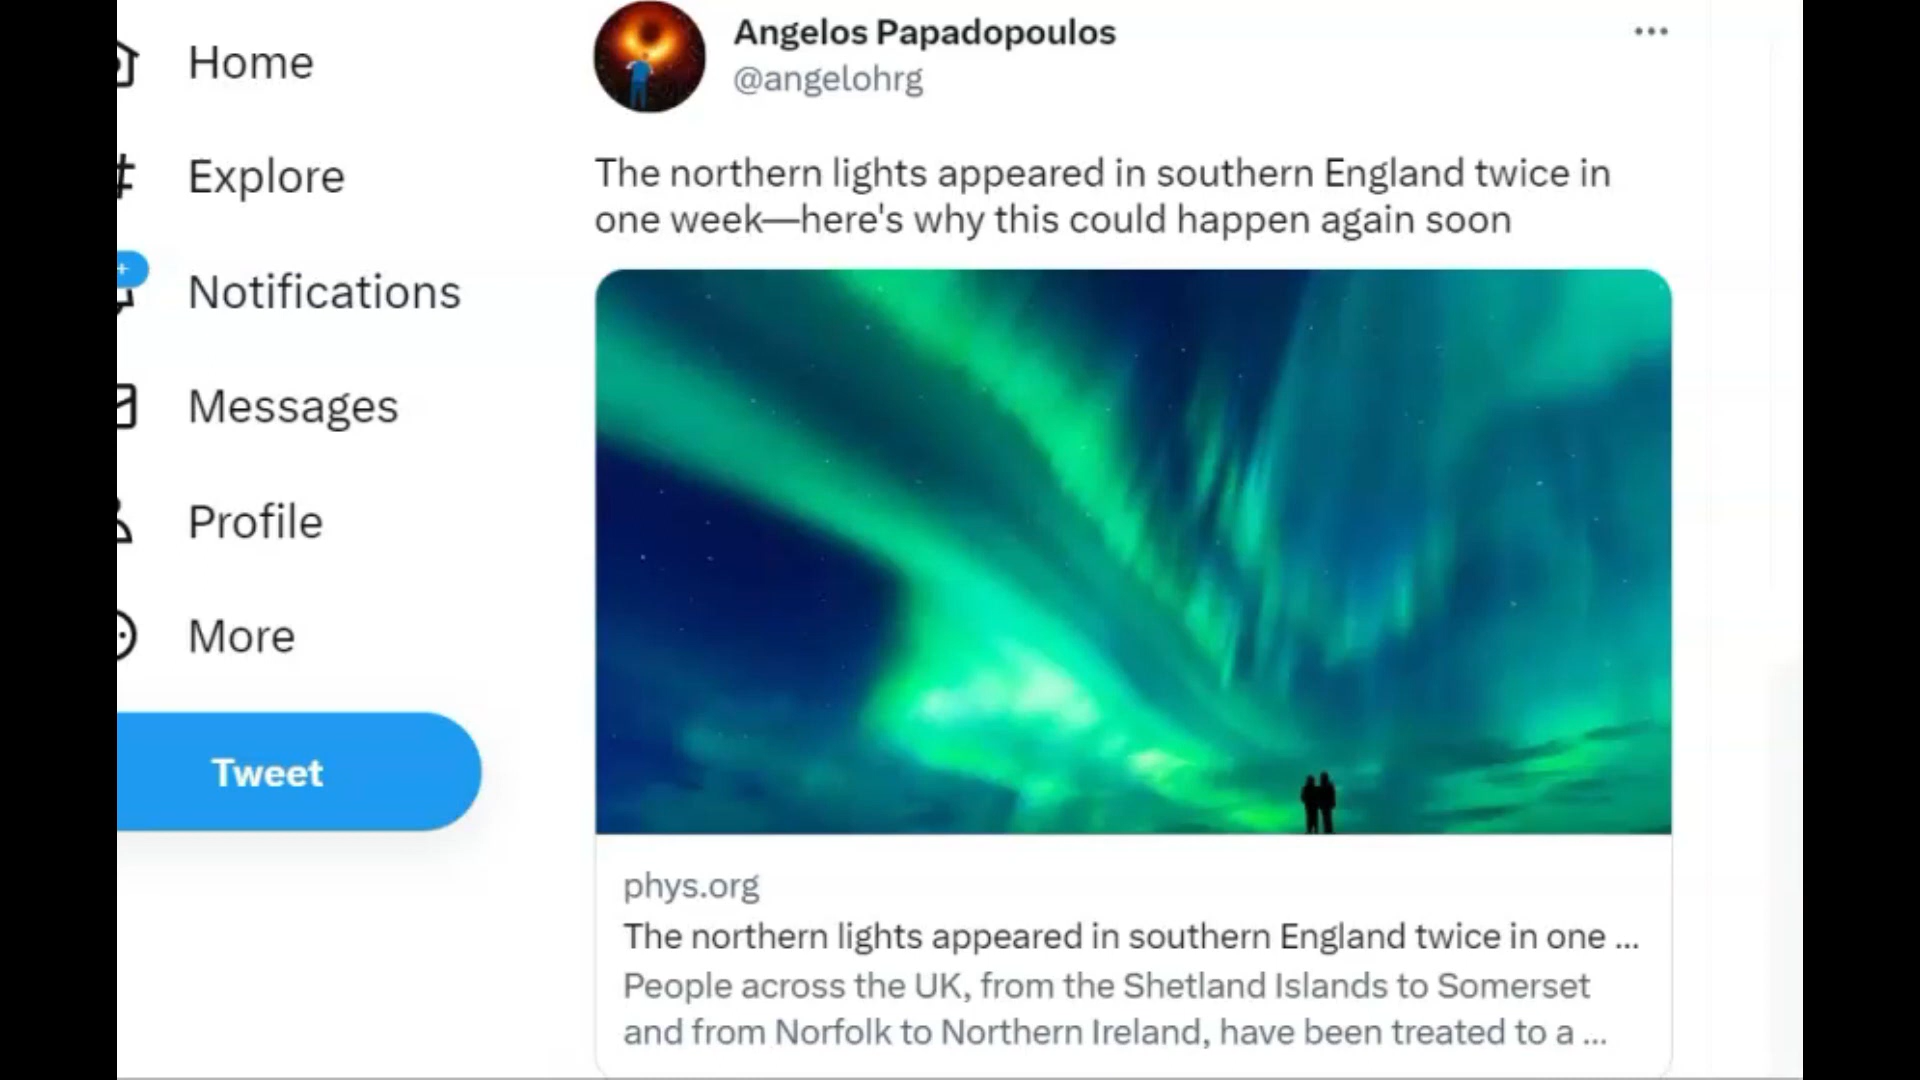 Home
Explore
Notifications
Messages
Profile
More
Tweet
Angelos Papadopoulos
@angelohrg
The northern lights appeared in southern England twice in
one week—here's why this could happen again soon
phys.org
The northern lights appeared in southern England twice in one ...
People across the UK, from the Shetland Islands to Somerset
and from Norfolk to Northern Ireland, have been treated to a ...